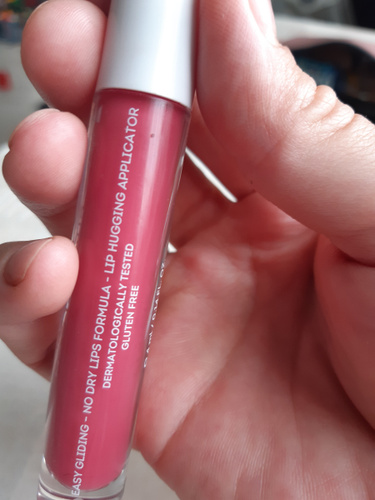 EASY GLIDING - NO DRY LIPS FORMULA - LIP HUGGING APPLICATOR
DERMATOLOGICALLY TESTED
GLUTEN FREE